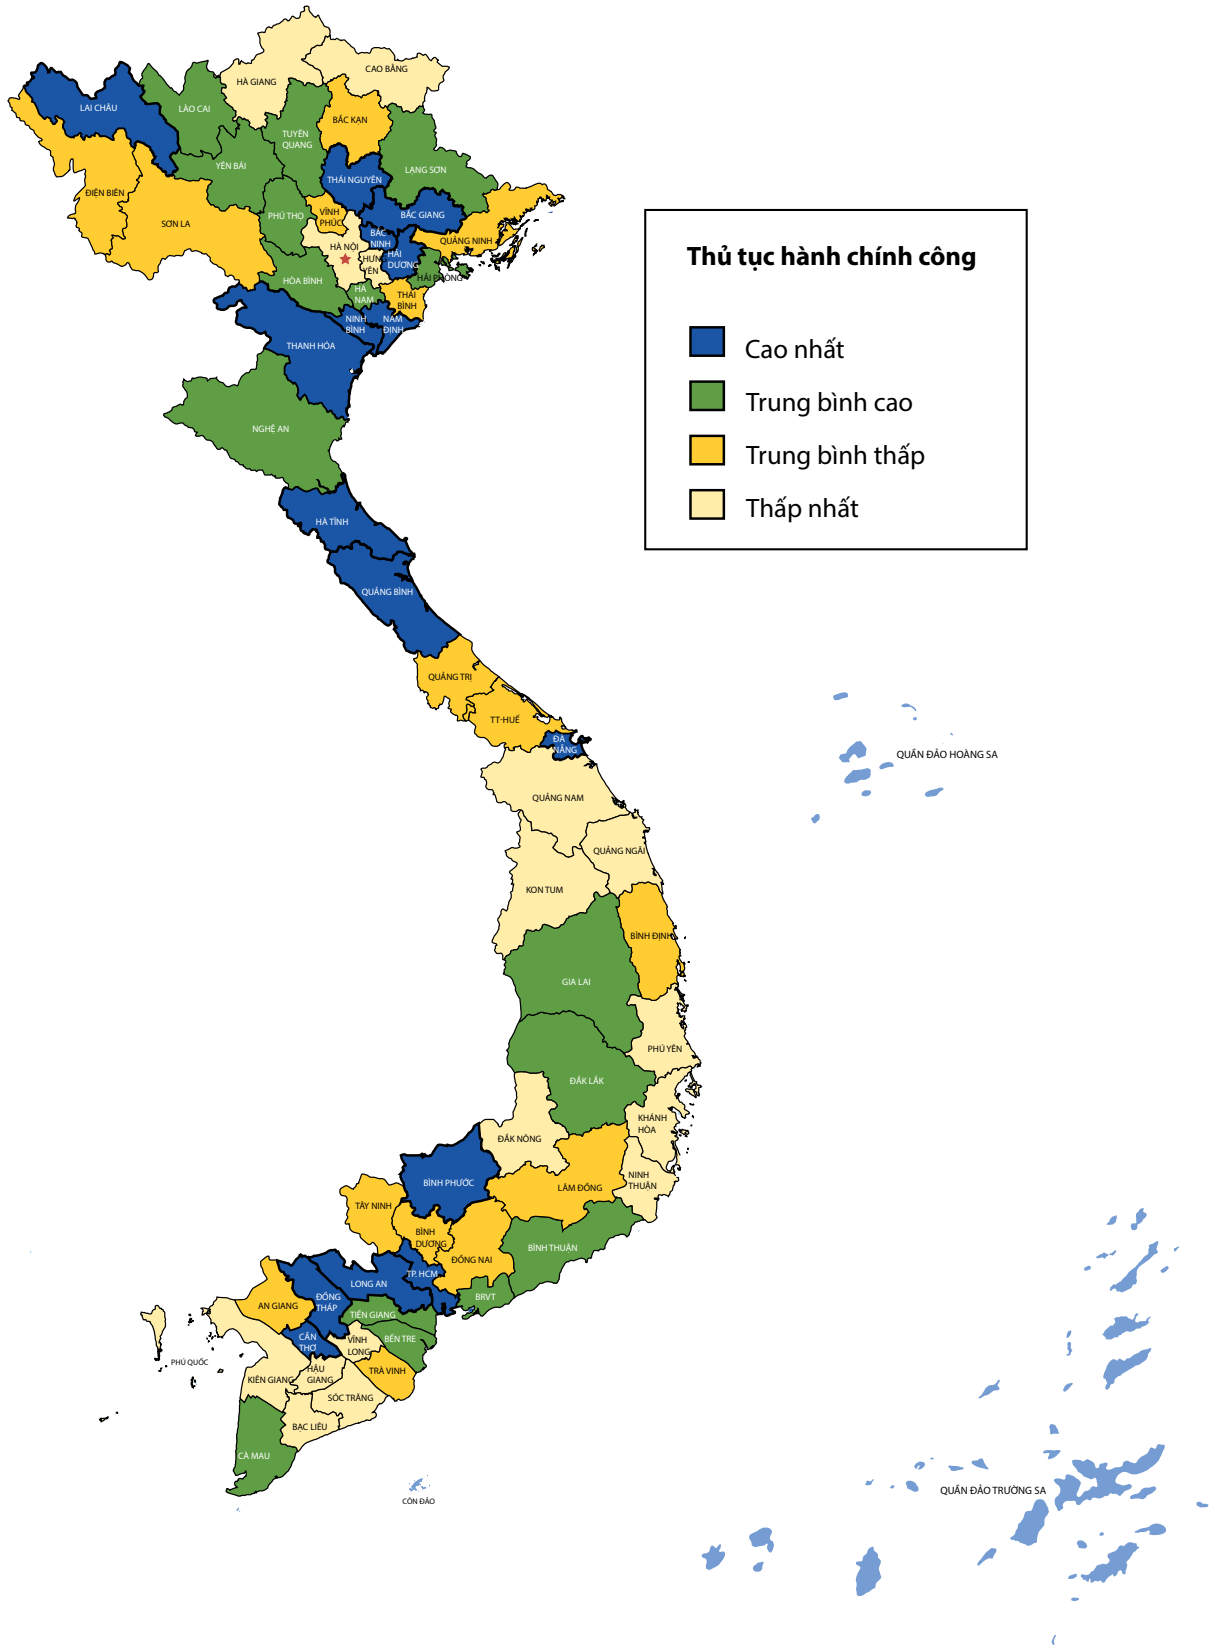 HÀ GIANG
CAO BẰNG
LAI CHÂU
LÀO CAI
BẮC KẠN
TUYÊN
QUANG
YÊN BÁI
LẠNG SƠN
THÁI NGUYÊN
ĐIỆN BIÊN
SƠN LA
PHÚ THỌ
VĨNH
PHÚC
BẮC GIANG
BẮC
NINH
QUẢNG NINH
HÀ NỘI
HƯNG
YÊN
HẢI
DƯƠNG
HẢI PHÒNG
HÒA BÌNH
HÀ
NAM
THÁI
BÌNH
NINH
BÌNH
NAM
ĐỊNH
THANH HÓA
NGHỆ AN
HÀ TĨNH
QUẢNG BÌNH
QUẢNG TRỊ
TT-HUẾ
ĐÀ
NẴNG
QUẢNG NAM
QUẢNG NGÃI
KON TUM
BÌNH ĐỊNH
GIA LAI
PHÚ YÊN
ĐẮK LẮK
KHÁNH
HÒA
ĐẮK NÔNG
NINH
THUẬN
LÂM ĐỒNG
BÌNH PHƯỚC
TÂY NINH
BÌNH
DƯƠNG
ĐỒNG NAI
BÌNH THUẬN
TP. HCM
LONG AN
BRVT
ĐỒNG
THÁP
AN GIANG
TIỀN GIANG
CẦN
THƠ
VĨNH
LONG
BẾN TRE
PHÚ QUỐC
KIÊN GIANG
HẬU
GIANG
TRÀ VINH
SÓC TRĂNG
BẠC LIÊU
CÀ MAU
CÔN ĐẢO
Thủ tục hành chính công
Cao nhất
Trung bình cao
Trung bình thấp
Thấp nhất
QUẦN ĐẢO HOÀNG SA
QUẦN ĐẢO TRƯỜNG SA